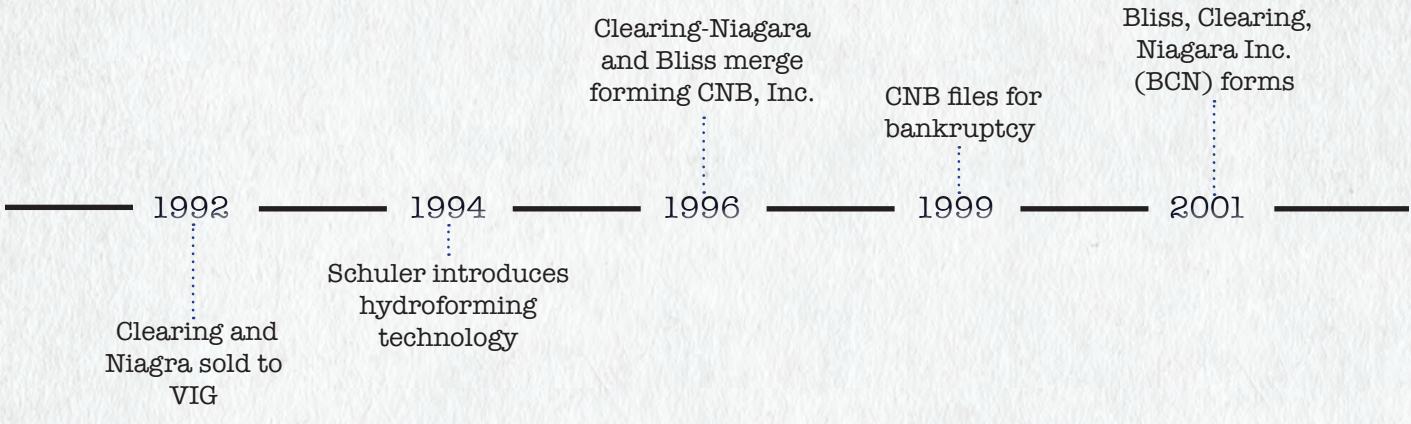 1992
Clearing and
Niagra sold to
VIG
1994
Schuler introduces
hydroforming
technology
Clearing-Niagara
and Bliss merge
forming CNB, Inc.
1996
CNB files for
bankruptcy
1999
Bliss, Clearing,
Niagara Inc.
(BCN) forms
2001